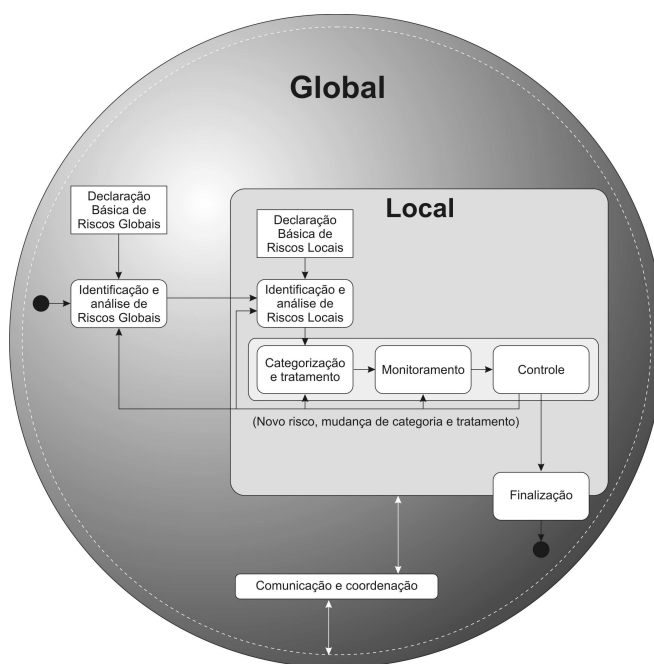 Global
Declaração
Básica de
Riscos Globais
Local
Declaração
Básica de
Riscos Locais
Identificação e
análise de
Riscos Globais
Identificação e
análise de
Riscos Locais
Categorização
e tratamento
Monitoramento
Controle
(Novo risco, mudança de categoria e tratamento)
Finalização
Comunicação e coordenação